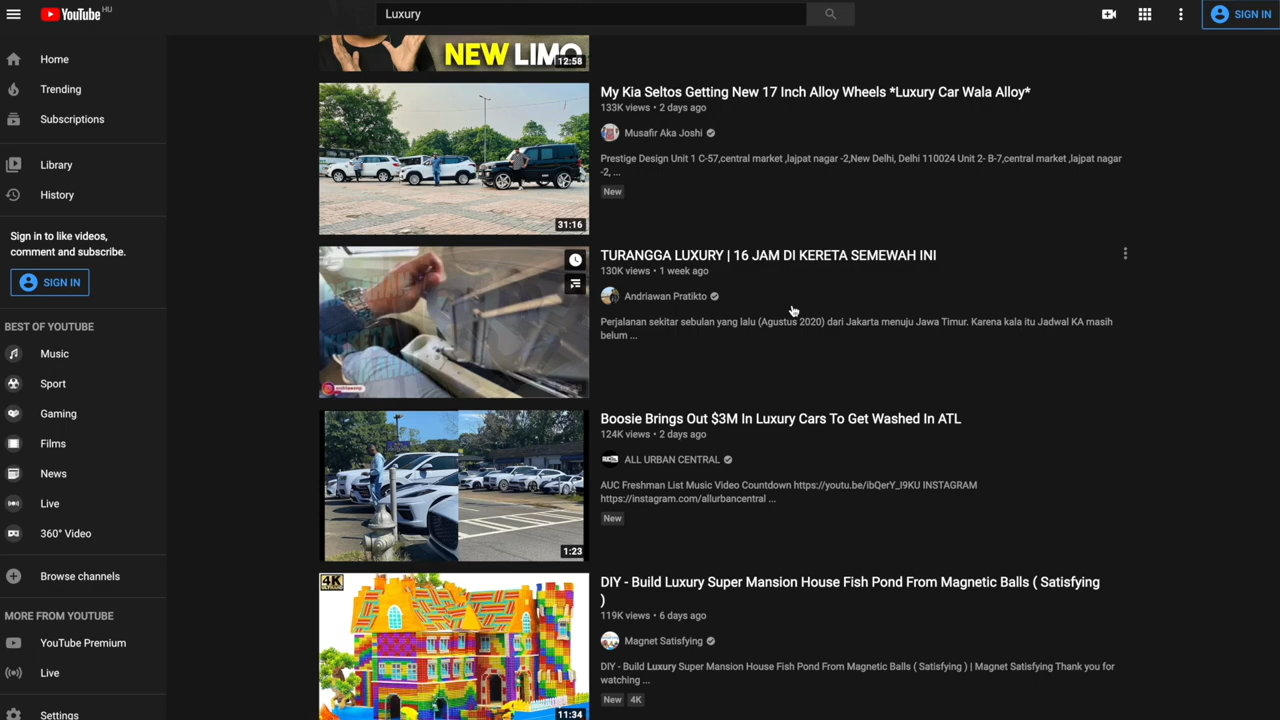 YouTube HU
Luxury
SIGN IN
Home
Trending
Subscriptions
Library
History
Sign in to like videos,
comment and subscribe.
SIGN IN
BEST OF YOUTUBE
Music
Sport
Gaming
Films
News
Live
360° Video
Browse channels
MORE FROM YOUTUBE
YouTube Premium
Live
Settings
NEW LIMO
12:58
My Kia Seltos Getting New 17 Inch Alloy Wheels *Luxury Car Wala Alloy*
133K views • 2 days ago
Musafir Aka Joshi
Prestige Design Unit 1 C-57,central market ,lajpat nagar -2,New Delhi, Delhi 110024 Unit 2- B-7,central market ,lajpat nagar
-2, ...
New
31:16
TURANGGA LUXURY | 16 JAM DI KERETA SEMEWAH INI
130K views • 1 week ago
Andriawan Pratikto
Perjalanan sekitar sebulan yang lalu (Agustus 2020) dari Jakarta menuju Jawa Timur. Karena kala itu Jadwal KA masih
belum ...
Boosie Brings Out $3M In Luxury Cars To Get Washed In ATL
124K views • 2 days ago
ALL URBAN CENTRAL
AUC Freshman List Music Video Countdown https://youtu.be/ibQerY_I9KU INSTAGRAM
https://instagram.com/allurbancentral ...
New
1:23
4K
DIY - Build Luxury Super Mansion House Fish Pond From Magnetic Balls ( Satisfying
)
119K views • 6 days ago
Magnet Satisfying
DIY - Build Luxury Super Mansion House Fish Pond From Magnetic Balls ( Satisfying ) | Magnet Satisfying Thank you for
watching ...
New 4K
11:34